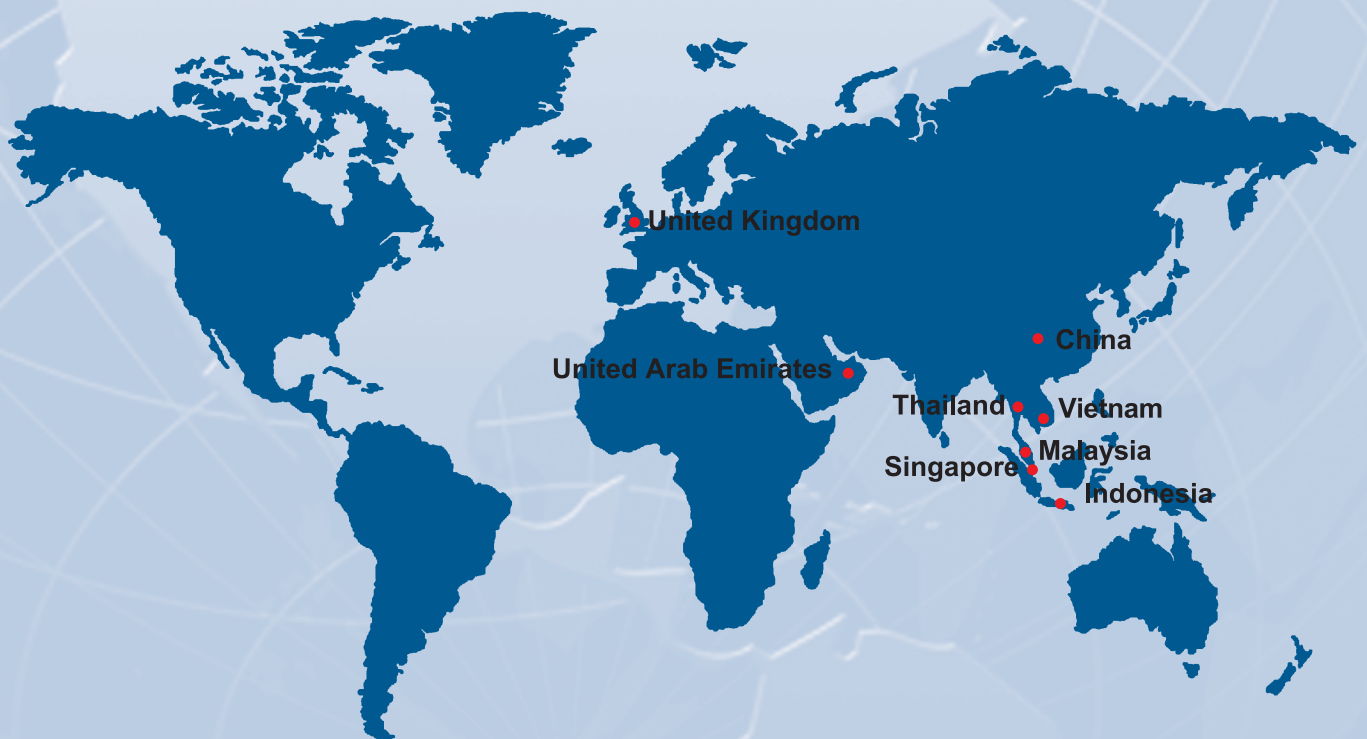 United Kingdom
China
United Arab Emirates
Thailand
Vietnam
Malaysia
Singapore
Indonesia